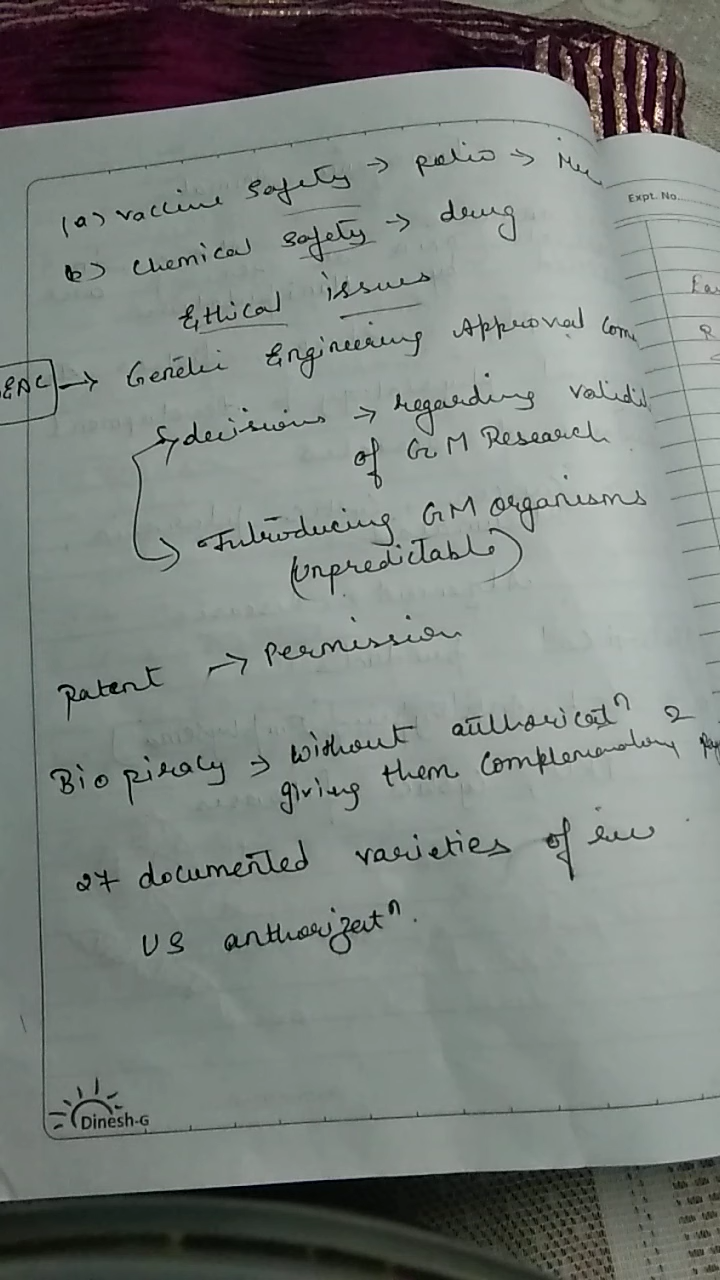 (a) vaccine safety → polio →
b) chemical safety → drug
Ethical issues
GEAC → Genetic Engineering Approval Com
decisions → regarding validi
of GM Research
Introducing GM organisms
(unpredictable)
Patent → Permission
Bio piracy → without authorizatⁿ &
giving them complemenatory
27 documented varieties of
US authorizatⁿ.
Dinesh-G
Expt. No.